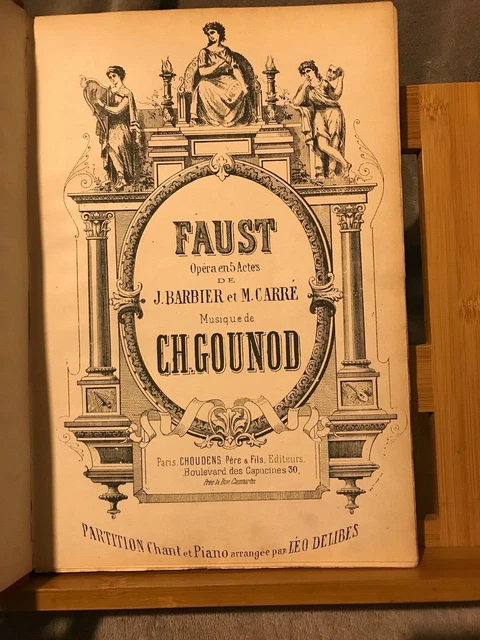 FAUST
Opéra en 5 Actes
DE
J. BARBIER et M. CARRÉ
Musique de
CH. GOUNOD
Paris, CHOUDENS Père & Fils, Editeurs.
Boulevard des Capucines 30,
Près la Rue Caumartin
PARTITION Chant et Piano arrangée par LÉO DELIBES